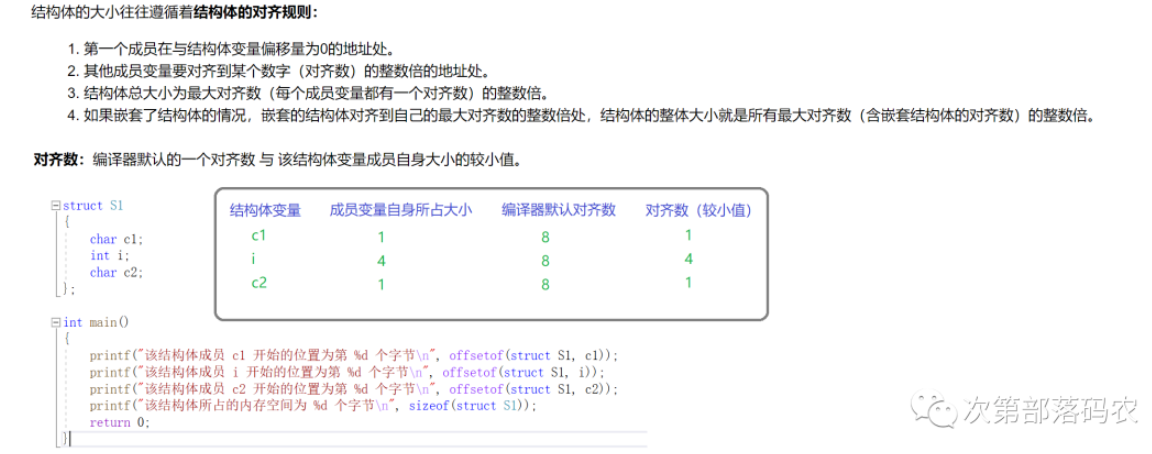 结构体的大小往往遵循着结构体的对齐规则：
1. 第一个成员在与结构体变量偏移量为0的地址处。
2. 其他成员变量要对齐到某个数字（对齐数）的整数倍的地址处。
3. 结构体总大小为最大对齐数（每个成员变量都有一个对齐数）的整数倍。
4. 如果嵌套了结构体的情况，嵌套的结构体对齐到自己的最大对齐数的整数倍处，结构体的整体大小就是所有最大对齐数（含嵌套结构体的对齐数）的整数倍。
对齐数：编译器默认的一个对齐数 与 该结构体变量成员自身大小的较小值。
struct S1
{
char c1;
int i;
char c2;
};
结构体变量 成员变量自身所占大小 编译器默认对齐数 对齐数（较小值）
c1 1 8 1
i 4 8 4
c2 1 8 1
int main()
{
printf("该结构体成员 c1 开始的位置为第 %d 个字节\n", offsetof(struct S1, c1));
printf("该结构体成员 i 开始的位置为第 %d 个字节\n", offsetof(struct S1, i));
printf("该结构体成员 c2 开始的位置为第 %d 个字节\n", offsetof(struct S1, c2));
printf("该结构体所占的内存空间为 %d 个字节\n", sizeof(struct S1));
return 0;
}
次第部落码农